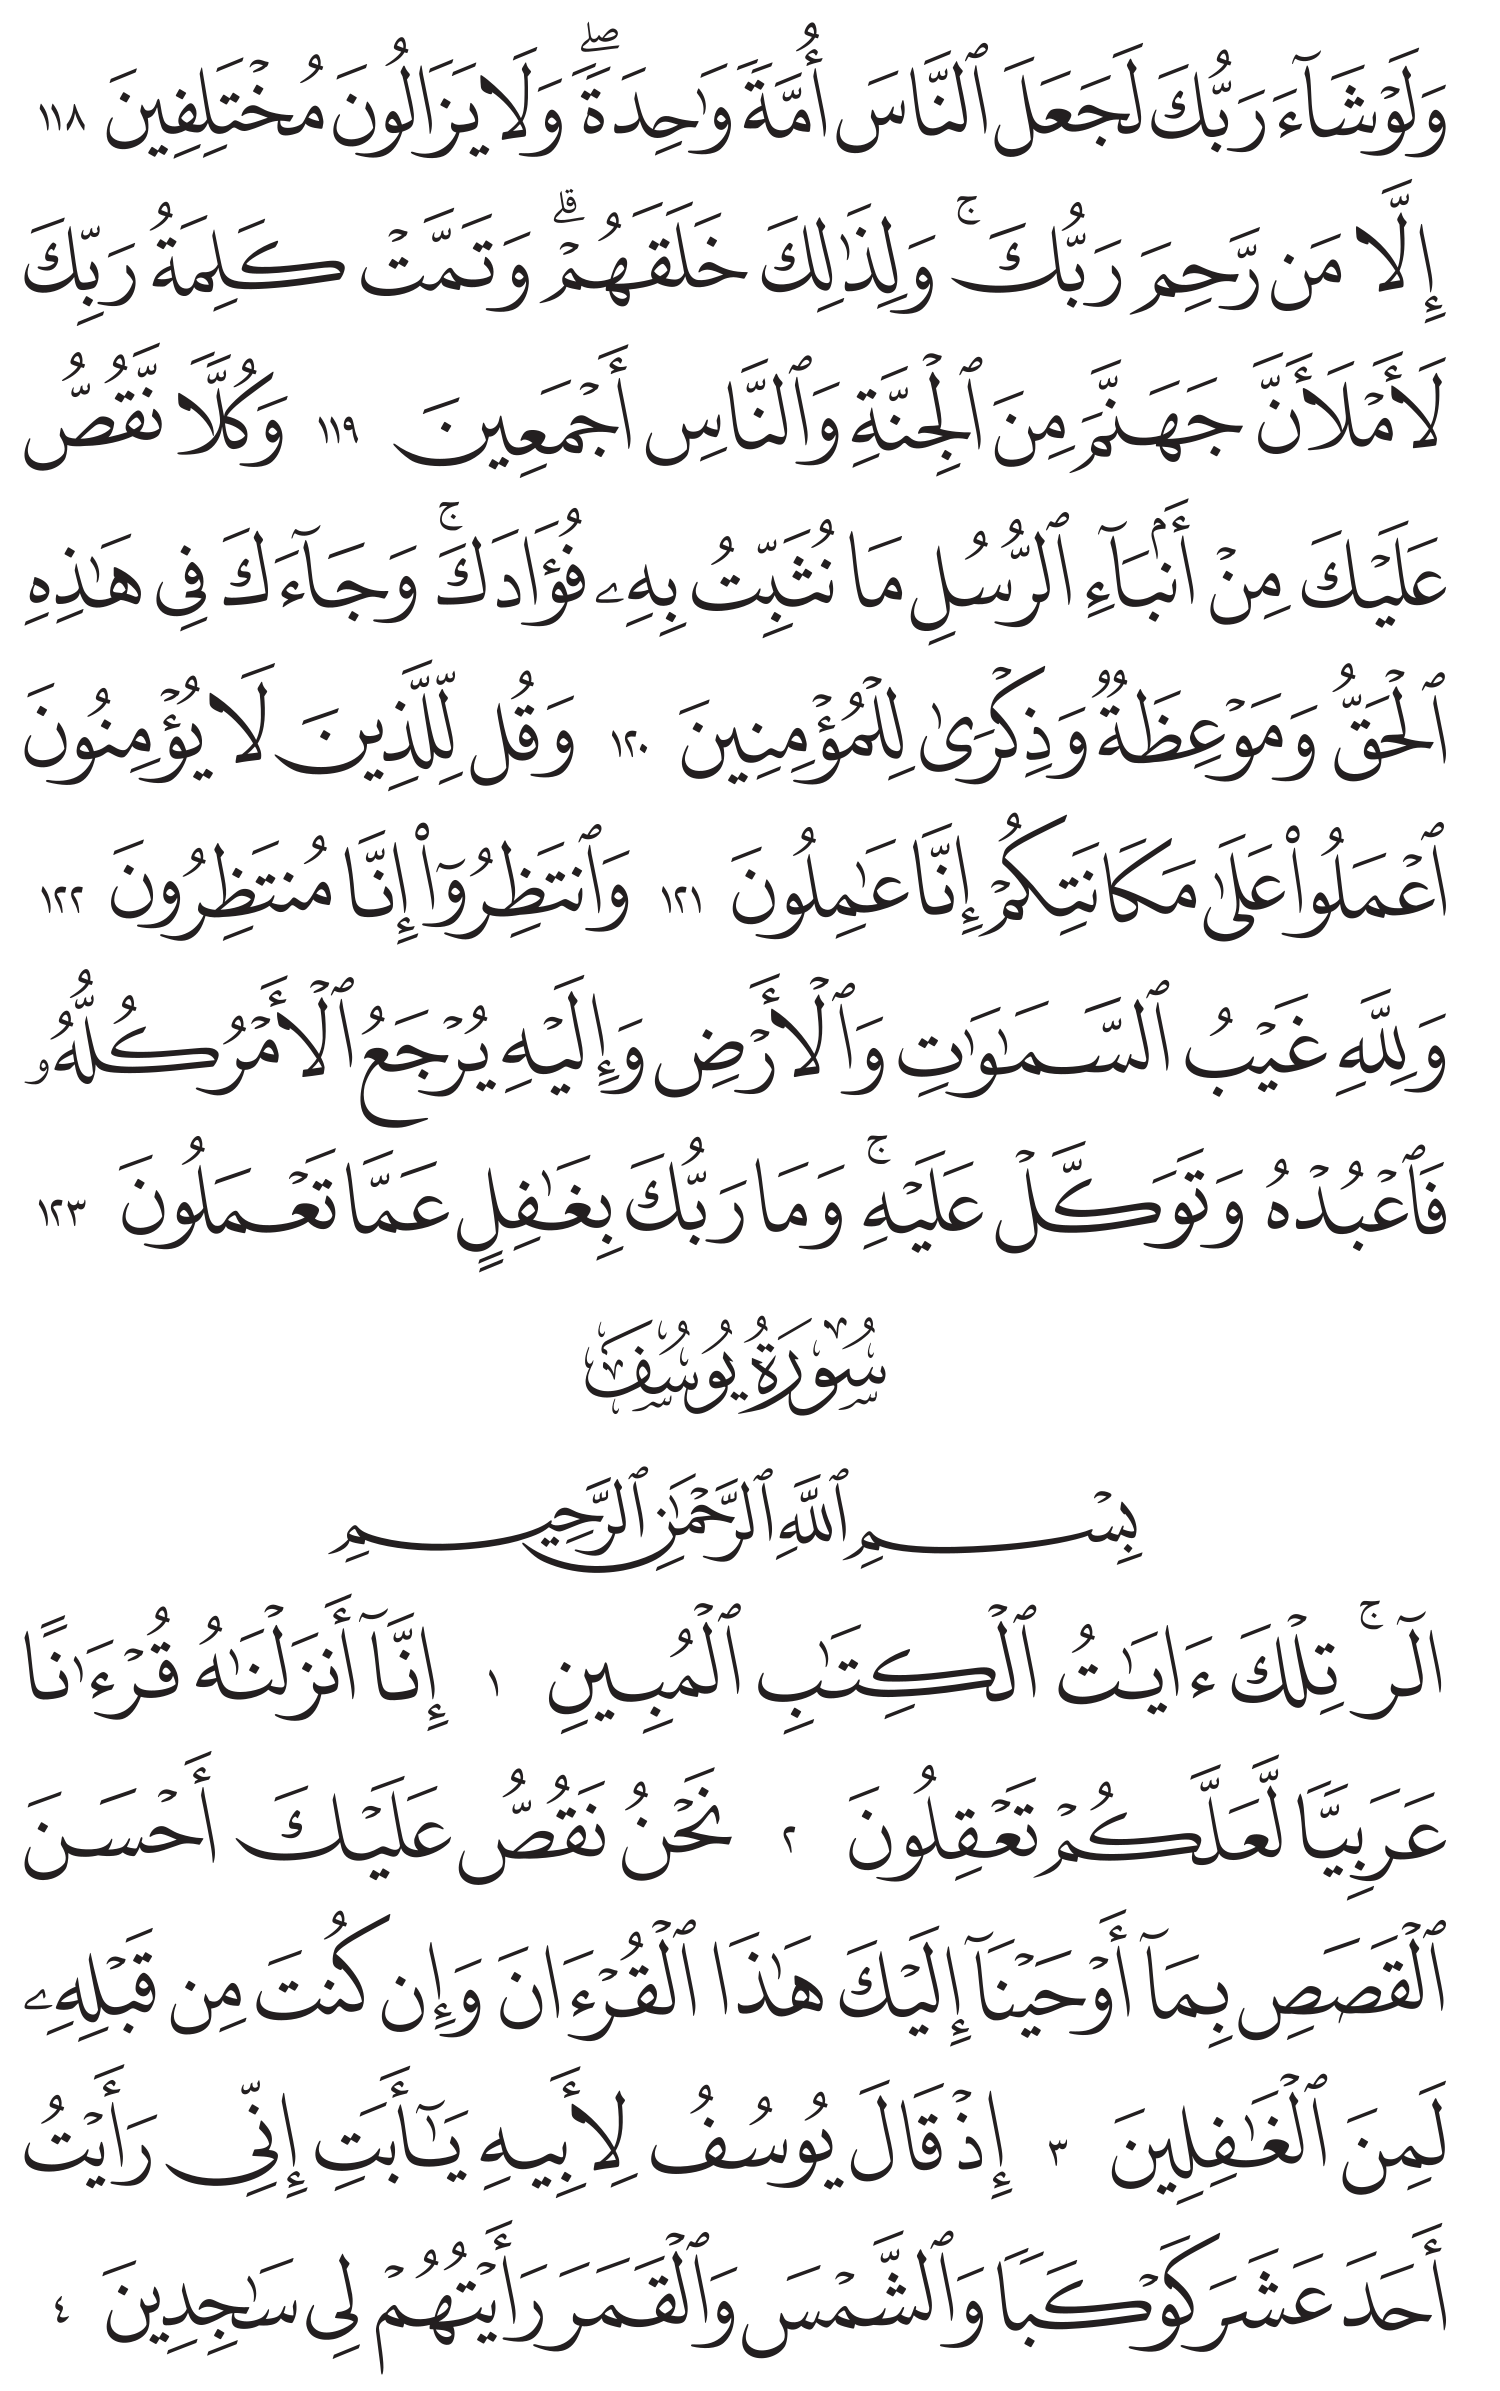 وَلَوْ شَآءَ رَبُّكَ لَجَعَلَ ٱلنَّاسَ أُمَّةً وَٰحِدَةً ۖ وَلَا يَزَالُونَ مُخْتَلِفِينَ ١١٨
إِلَّا مَن رَّحِمَ رَبُّكَ ۚ وَلِذَٰلِكَ خَلَقَهُمْ ۗ وَتَمَّتْ كَلِمَةُ رَبِّكَ
لَأَمْلَأَنَّ جَهَنَّمَ مِنَ ٱلْجِنَّةِ وَٱلنَّاسِ أَجْمَعِينَ ١١٩ وَكُلًّا نَّقُصُّ
عَلَيْكَ مِنْ أَنۢبَآءِ ٱلرُّسُلِ مَا نُثَبِّتُ بِهِۦ فُؤَادَكَ ۚ وَجَآءَكَ فِى هَٰذِهِ
ٱلْحَقُّ وَمَوْعِظَةٌ وَذِكْرَىٰ لِلْمُؤْمِنِينَ ١٢٠ وَقُل لِّلَّذِينَ لَا يُؤْمِنُونَ
ٱعْمَلُوا۟ عَلَىٰ مَكَانَتِكُمْ إِنَّا عَٰمِلُونَ ١٢١ وَٱنتَظِرُوٓا۟ إِنَّا مُنتَظِرُونَ ١٢٢
وَلِلَّهِ غَيْبُ ٱلسَّمَٰوَٰتِ وَٱلْأَرْضِ وَإِلَيْهِ يُرْجَعُ ٱلْأَمْرُ كُلُّهُۥ
فَٱعْبُدْهُ وَتَوَكَّلْ عَلَيْهِ ۚ وَمَا رَبُّكَ بِغَٰفِلٍ عَمَّا تَعْمَلُونَ ١٢٣
سُورَةُ يُوسُفَ
بِسْمِ ٱللَّهِ ٱلرَّحْمَٰنِ ٱلرَّحِيمِ
الٓر ۚ تِلْكَ ءَايَٰتُ ٱلْكِتَٰبِ ٱلْمُبِينِ ١ إِنَّآ أَنزَلْنَٰهُ قُرْءَٰنًا
عَرَبِيًّا لَّعَلَّكُمْ تَعْقِلُونَ ٢ نَحْنُ نَقُصُّ عَلَيْكَ أَحْسَنَ
ٱلْقَصَصِ بِمَآ أَوْحَيْنَآ إِلَيْكَ هَٰذَا ٱلْقُرْءَانَ وَإِن كُنتَ مِن قَبْلِهِۦ
لَمِنَ ٱلْغَٰفِلِينَ ٣ إِذْ قَالَ يُوسُفُ لِأَبِيهِ يَٰٓأَبَتِ إِنِّى رَأَيْتُ
أَحَدَ عَشَرَ كَوْكَبًا وَٱلشَّمْسَ وَٱلْقَمَرَ رَأَيْتُهُمْ لِى سَٰجِدِينَ ٤